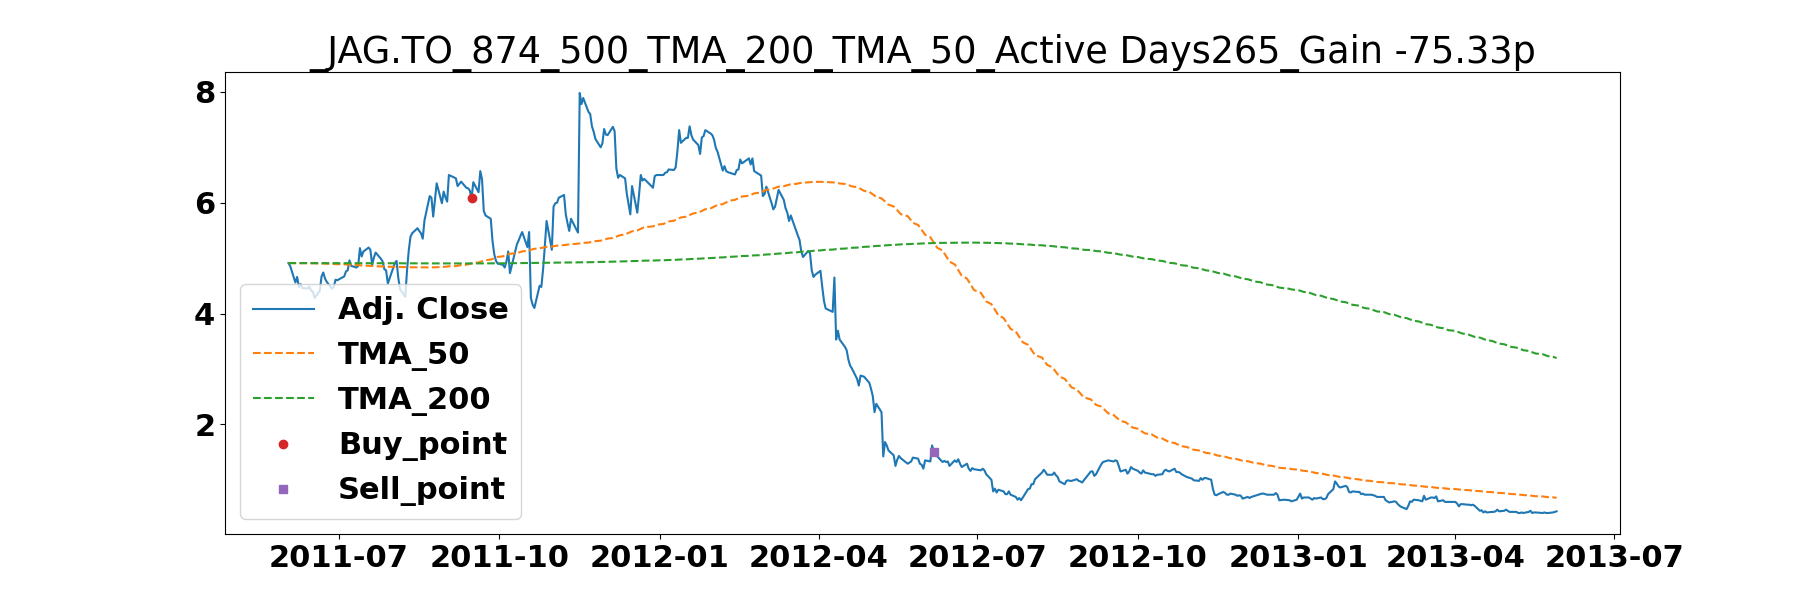 _JAG.TO_874_500_TMA_200_TMA_50_Active Days265_Gain -75.33p
8
6
4
2
Adj. Close
TMA_50
TMA_200
Buy_point
Sell_point
2011-07 2011-10 2012-01 2012-04 2012-07 2012-10 2013-01 2013-04 2013-07